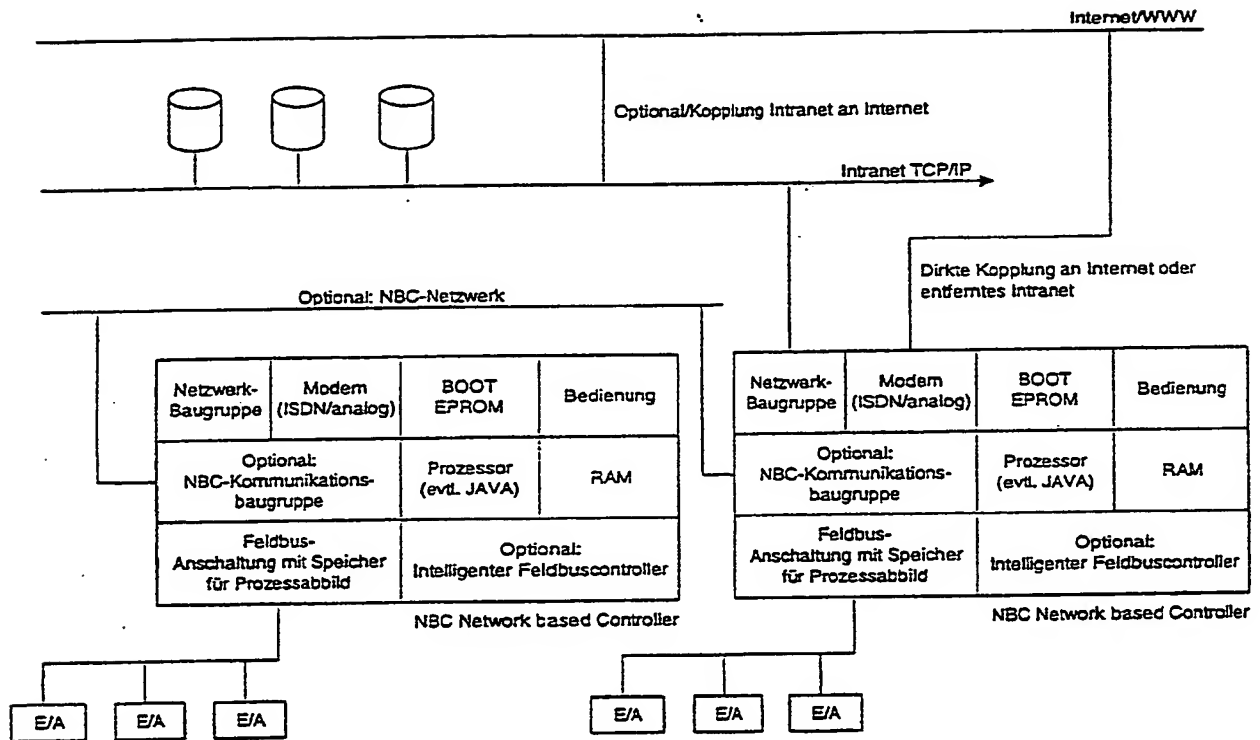 Internet/WWW
Optional/Kopplung Intranet an Internet
Intranet TCP/IP
Dirkte Kopplung an Internet oder
entferntes Intranet
Optional: NBC-Netzwerk
Netzwerk-
Baugruppe
Modem
(ISDN/analog)
BOOT
EPROM
Bedienung
Optional:
NBC-Kommunikations-
baugruppe
Prozessor
(evtl. JAVA)
RAM
Feldbus-
Anschaltung mit Speicher
für Prozessabbild
Optional:
Intelligenter Feldbuscontroller
NBC Network based Controller
E/A
E/A
E/A
Netzwerk-
Baugruppe
Modem
(ISDN/analog)
BOOT
EPROM
Bedienung
Optional:
NBC-Kommunikations-
baugruppe
Prozessor
(evtl. JAVA)
RAM
Feldbus-
Anschaltung mit Speicher
für Prozessabbild
Optional:
Intelligenter Feldbuscontroller
NBC Network based Controller
E/A
E/A
E/A